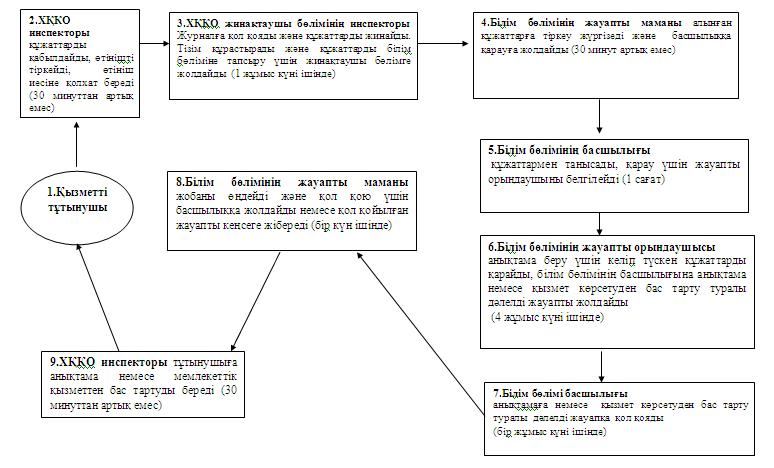 2.ХҚКО
инспекторы
құжаттарды
қабылдайды, өтінішті
тіркейді, өтініш
иесіне қолхат береді
(30 минуттан артық
емес)
3.ХҚКО жинақтаушы бөлімінің инспекторы
Журналға қол қояды және құжаттарды жинайды.
Тізім құрастырады және құжаттарды білім
бөліміне тапсыру үшін жинақтаушы бөлімге
жолдайды (1 жұмыс күні ішінде)
4.Білім бөлімінің жауапты маманы алынған
құжаттарға тіркеу жүргізеді және басшылыққа
қарауға жолдайды (30 минут артық емес)
5.Білім бөлімінің басшылығы
құжаттармен танысады, қарау үшін жауапты
орындаушыны белгілейді (1 сағат)
1.Қызметті
тұтынушы
8.Білім бөлімінің жауапты маманы
жобаны өңдейді және қол қою үшін
басшылыққа жолдайды немесе қол қойылған
жауапты кеңсеге жібереді (бір күн ішінде)
6.Білім бөлімінің жауапты орындаушысы
анықтама беру үшін келіп түскен құжаттарды
қарайды, білім бөлімінің басшылығына анықтама
немесе қызмет көрсетуден бас тарту туралы
дәлелді жауапты жолдайды
(4 жұмыс күні ішінде)
9.ХҚКО инспекторы тұтынушыға
анықтама немесе мемлекеттік
қызметтен бас тартуды береді (30
минуттан артық емес)
7.Білім бөлімі басшылығы
анықтамаға немесе қызмет көрсетуден бас тарту
туралы дәлелді жауапқа қол қояды
(бір жұмыс күні ішінде)